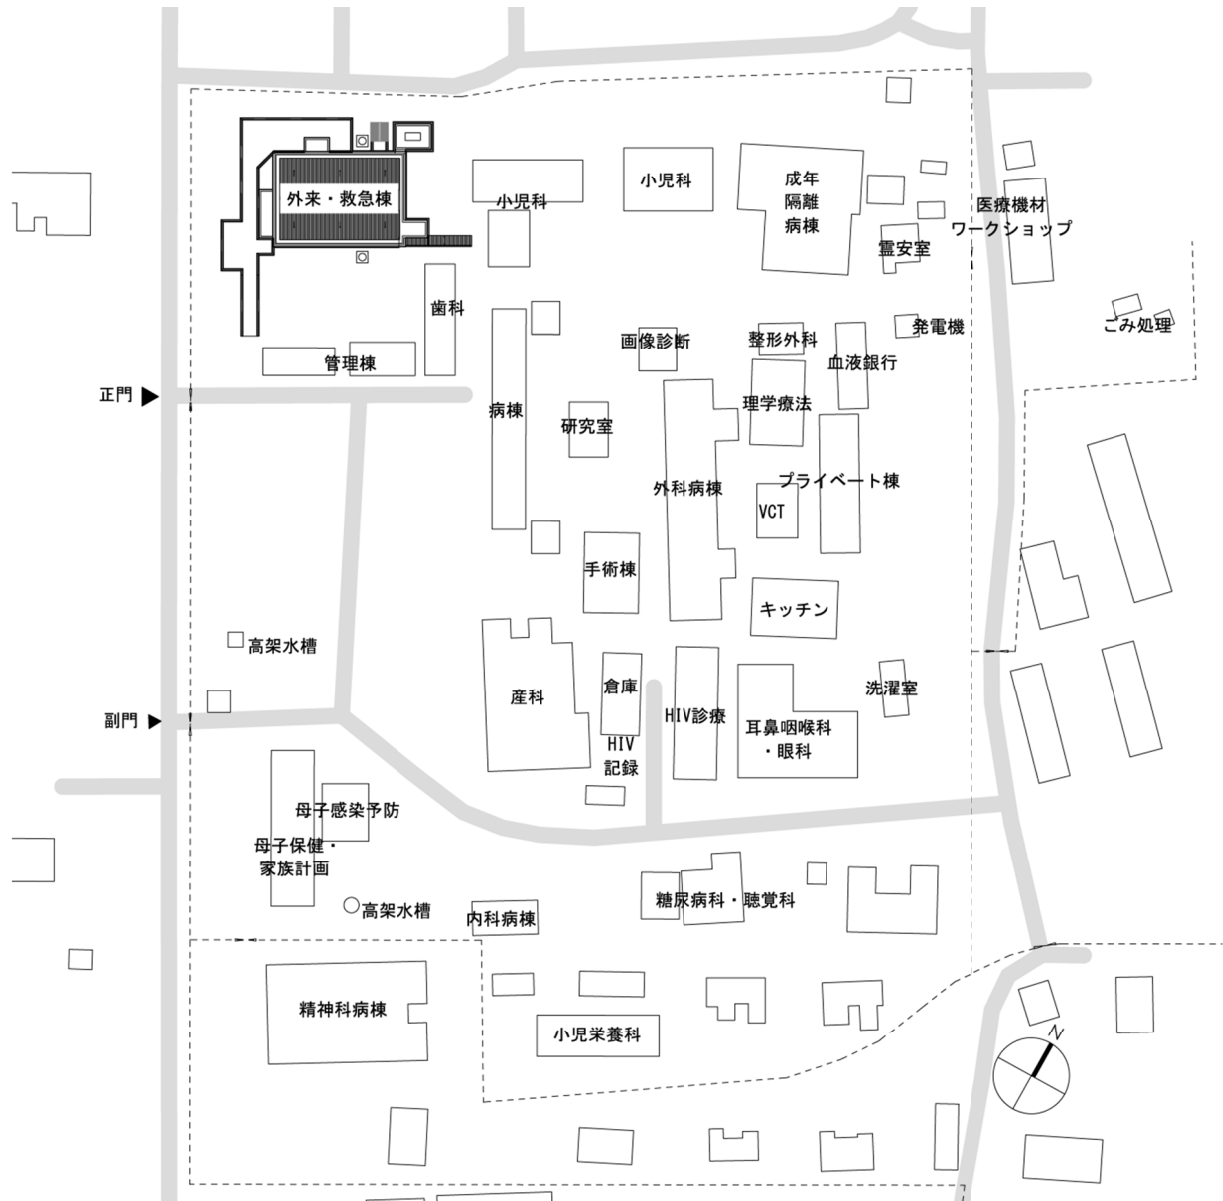 外来・救急棟
小児科
小児科
成年
隔離
病棟
医療機材
ワークショップ
霊安室
歯科
管理棟
画像診断
整形外科
血液銀行
発電機
ごみ処理
正門
病棟
研究室
理学療法
外科病棟
プライベート棟
VCT
手術棟
キッチン
高架水槽
副門
産科
倉庫
HIV
記録
HIV診療
耳鼻咽喉科
・眼科
洗濯室
母子感染予防
母子保健・
家族計画
高架水槽
内科病棟
糖尿病科・聴覚科
精神科病棟
小児栄養科
N